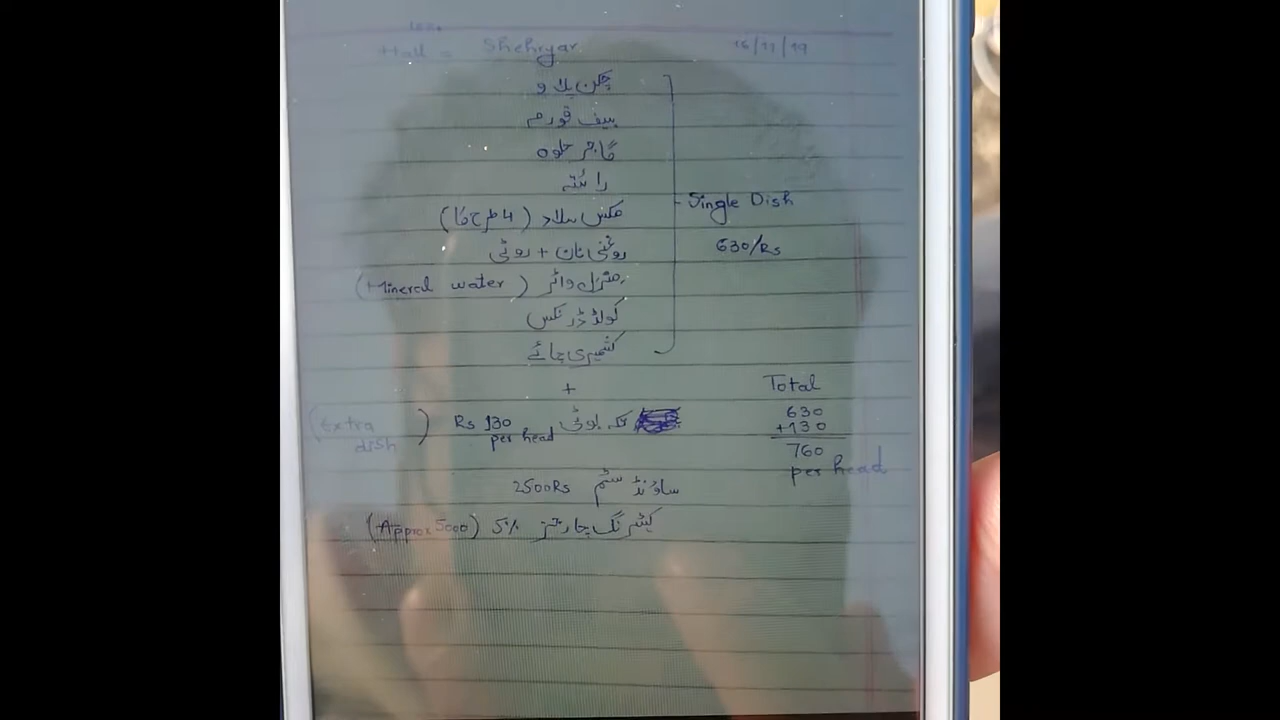 Hall = Shehryar 16/11/19
چکن پلاو
بیف قورمہ
گاجر حلوہ
رائتہ
مکس سلاد (4 طرح کا)
روغنی نان + روٹی
منرل واٹر (Mineral water)
کولڈ ڈرنکس
کشمیری چائے
Single Dish
630/Rs
+
تکہ بوٹی Rs 130 per head (Extra dish)
ساونڈ سسٹم 2500Rs
کیٹرنگ چارجز 5% (Approx 5000)
Total
630
+130
760
per head